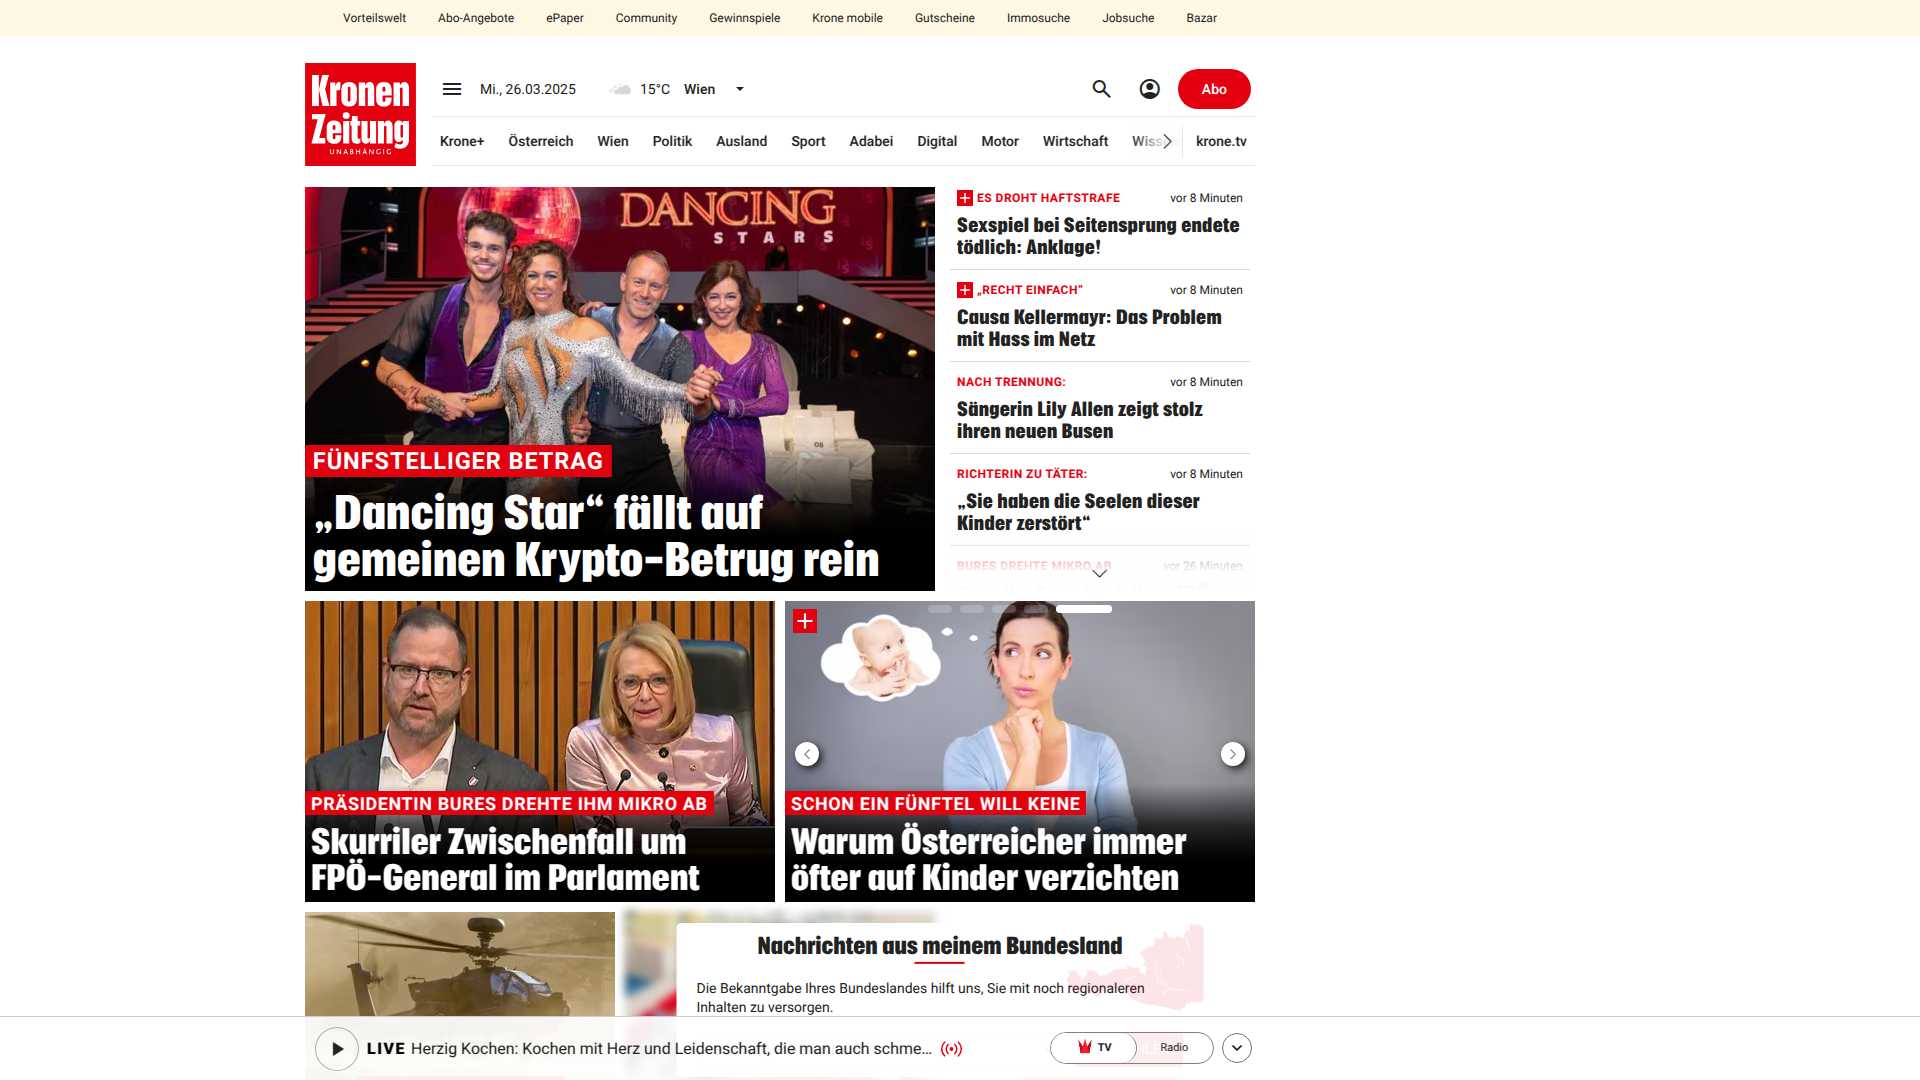 Vorteilswelt Abo-Angebote ePaper Community Gewinnspiele Krone mobile Gutscheine Immosuche Jobsuche Bazar
Kronen
Zeitung
UNABHÄNGIG
Mi., 26.03.2025 15°C Wien
Abo
Krone+ Österreich Wien Politik Ausland Sport Adabei Digital Motor Wirtschaft Wiss krone.tv
DANCING
STARS
FÜNFSTELLIGER BETRAG
„Dancing Star“ fällt auf
gemeinen Krypto-Betrug rein
ES DROHT HAFTSTRAFE vor 8 Minuten
Sexspiel bei Seitensprung endete
tödlich: Anklage!
„RECHT EINFACH“ vor 8 Minuten
Causa Kellermayr: Das Problem
mit Hass im Netz
NACH TRENNUNG: vor 8 Minuten
Sängerin Lily Allen zeigt stolz
ihren neuen Busen
RICHTERIN ZU TÄTER: vor 8 Minuten
„Sie haben die Seelen dieser
Kinder zerstört“
BURES DREHTE MIKRO AB vor 26 Minuten
PRÄSIDENTIN BURES DREHTE IHM MIKRO AB
Skurriler Zwischenfall um
FPÖ-General im Parlament
SCHON EIN FÜNFTEL WILL KEINE
Warum Österreicher immer
öfter auf Kinder verzichten
Nachrichten aus meinem Bundesland
Die Bekanntgabe Ihres Bundeslandes hilft uns, Sie mit noch regionaleren
Inhalten zu versorgen.
LIVE Herzig Kochen: Kochen mit Herz und Leidenschaft, die man auch schme...
TV Radio